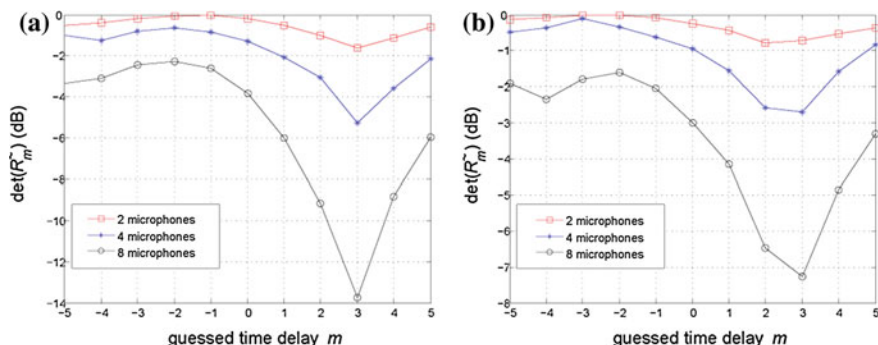 (a)
0
-2
-4
-6
-8
-10
-12
-14
det(R̃m) (dB)
2 microphones
4 microphones
8 microphones
-5 -4 -3 -2 -1 0 1 2 3 4 5
guessed time delay m
(b)
0
-1
-2
-3
-4
-5
-6
-7
-8
det(R̃m) (dB)
2 microphones
4 microphones
8 microphones
-5 -4 -3 -2 -1 0 1 2 3 4 5
guessed time delay m